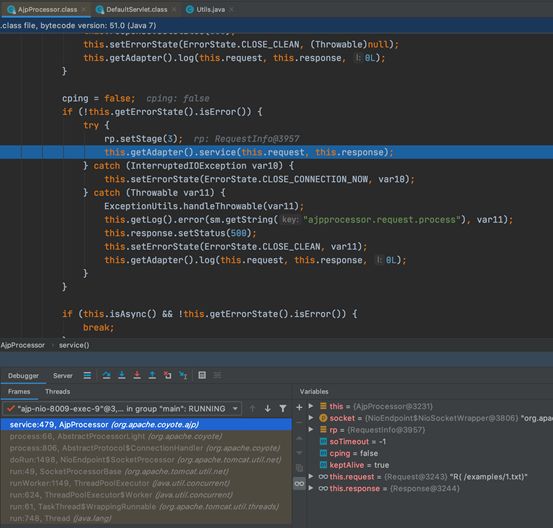 AjpProcessor.class × DefaultServlet.class × Utils.java ×
.class file, bytecode version: 51.0 (Java 7)
this.setErrorState(ErrorState.CLOSE_CLEAN, (Throwable)null);
this.getAdapter().log(this.request, this.response, l: 0L);
}
cping = false; cping: false
if (!this.getErrorState().isError()) {
try {
rp.setStage(3); rp: RequestInfo@3957
this.getAdapter().service(this.request, this.response);
} catch (InterruptedIOException var10) {
this.setErrorState(ErrorState.CLOSE_CONNECTION_NOW, var10);
} catch (Throwable var11) {
ExceptionUtils.handleThrowable(var11);
this.getLog().error(sm.getString( key: "ajpprocessor.request.process"), var11);
this.response.setStatus(500);
this.setErrorState(ErrorState.CLOSE_CLEAN, var11);
this.getAdapter().log(this.request, this.response, l: 0L);
}
}
if (this.isAsync() && !this.getErrorState().isError()) {
break;
AjpProcessor › service()
Debugger Server
Frames Threads
"ajp-nio-8009-exec-9"@3,... in group "main": RUNNING
service:479, AjpProcessor (org.apache.coyote.ajp)
process:66, AbstractProcessorLight (org.apache.coyote)
process:806, AbstractProtocol$ConnectionHandler (org.apache.coyote)
doRun:1498, NioEndpoint$SocketProcessor (org.apache.tomcat.util.net)
run:49, SocketProcessorBase (org.apache.tomcat.util.net)
runWorker:1149, ThreadPoolExecutor (java.util.concurrent)
run:624, ThreadPoolExecutor$Worker (java.util.concurrent)
run:61, TaskThread$WrappingRunnable (org.apache.tomcat.util.threads)
run:748, Thread (java.lang)
Variables
this = {AjpProcessor@3231}
socket = {NioEndpoint$NioSocketWrapper@3806} "org.ap
rp = {RequestInfo@3957}
soTimeout = -1
cping = false
keptAlive = true
this.request = {Request@3243} "R( /examples/1.txt)"
this.response = {Response@3244}